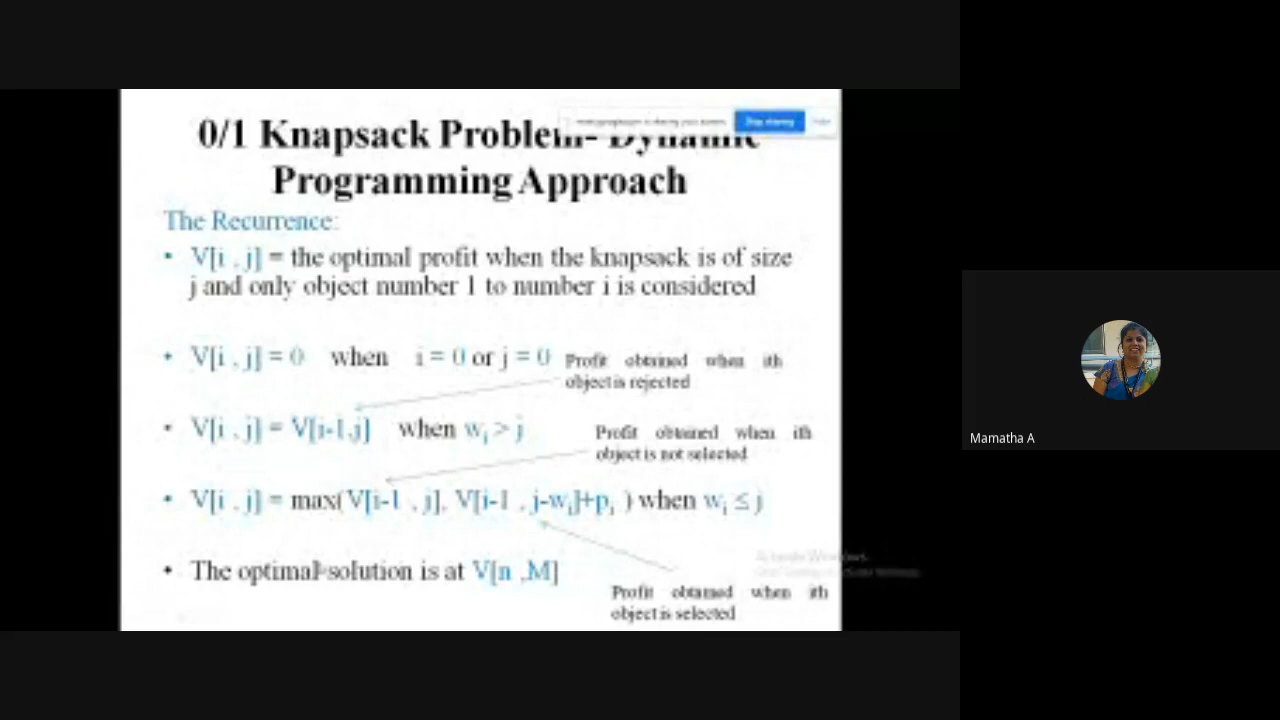 0/1 Knapsack Problem- Dynamic
Programming Approach
The Recurrence:
• V[i , j] = the optimal profit when the knapsack is of size
j and only object number 1 to number i is considered
• V[i , j] = 0 when i = 0 or j = 0
Profit obtained when ith
object is rejected
• V[i , j] = V[i-1,j] when wᵢ > j
Profit obtained when ith
object is not selected
• V[i , j] = max(V[i-1 , j], V[i-1 , j-wᵢ]+pᵢ ) when wᵢ ≤ j
• The optimal solution is at V[n ,M]
Profit obtained when ith
object is selected
Stop sharing
Mamatha A